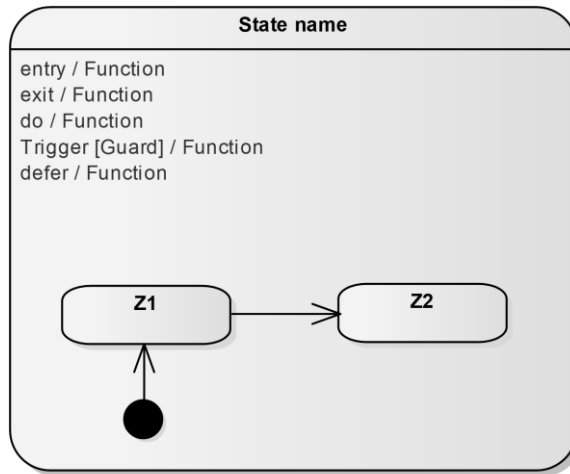 State name
entry / Function
exit / Function
do / Function
Trigger [Guard] / Function
defer / Function
Z1
Z2